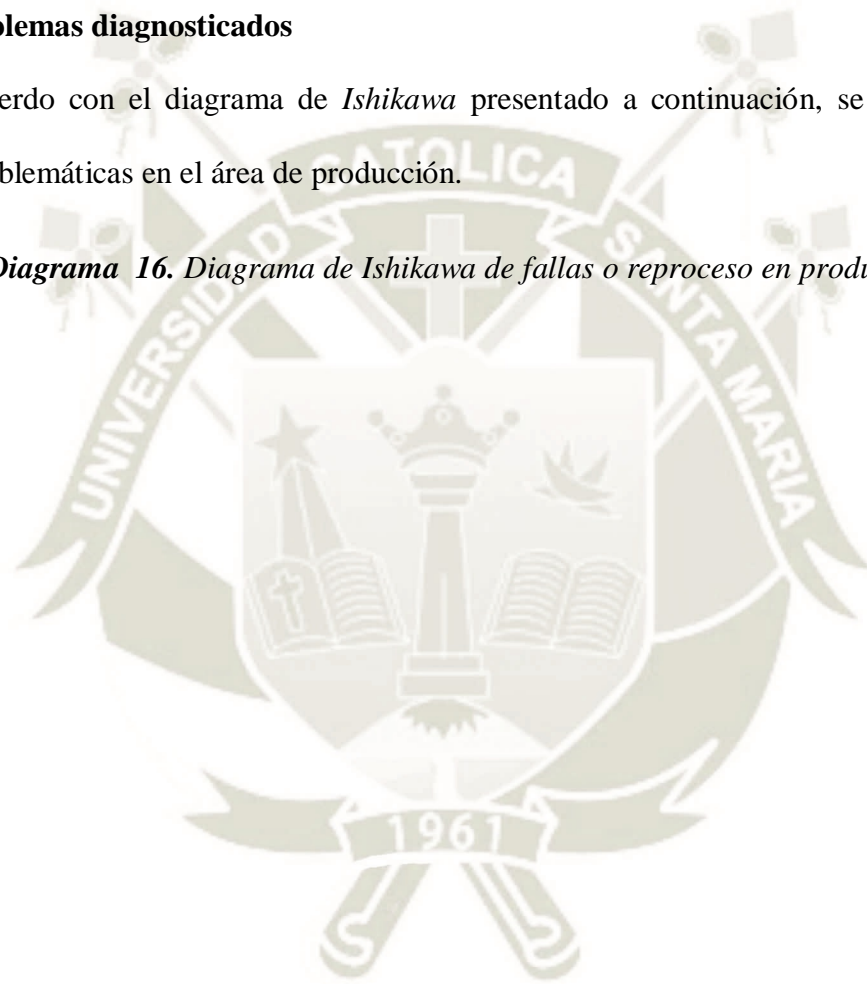 blemas diagnosticados
erdo con el diagrama de Ishikawa presentado a continuación, se
blemáticas en el área de producción.
Diagrama 16. Diagrama de Ishikawa de fallas o reproceso en produ
UNIVERSIDAD CATOLICA SANTA MARIA
1961